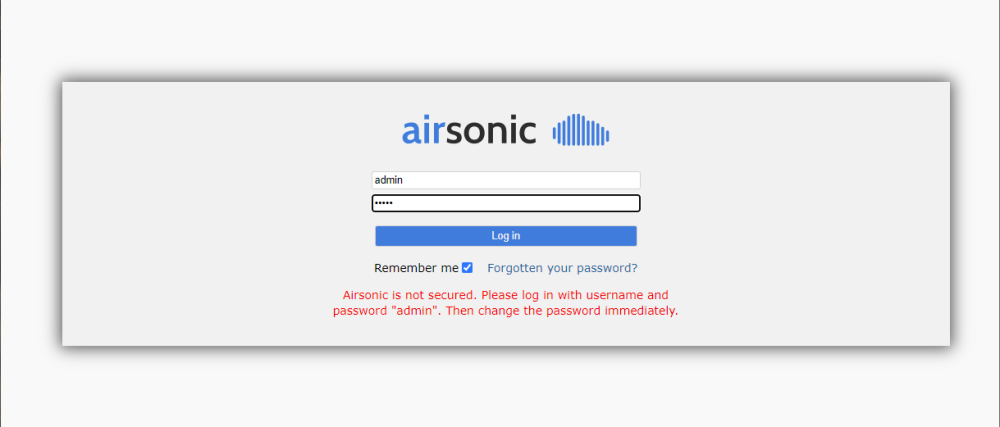 airsonic
admin
•••••
Log in
Remember me Forgotten your password?
Airsonic is not secured. Please log in with username and
password "admin". Then change the password immediately.